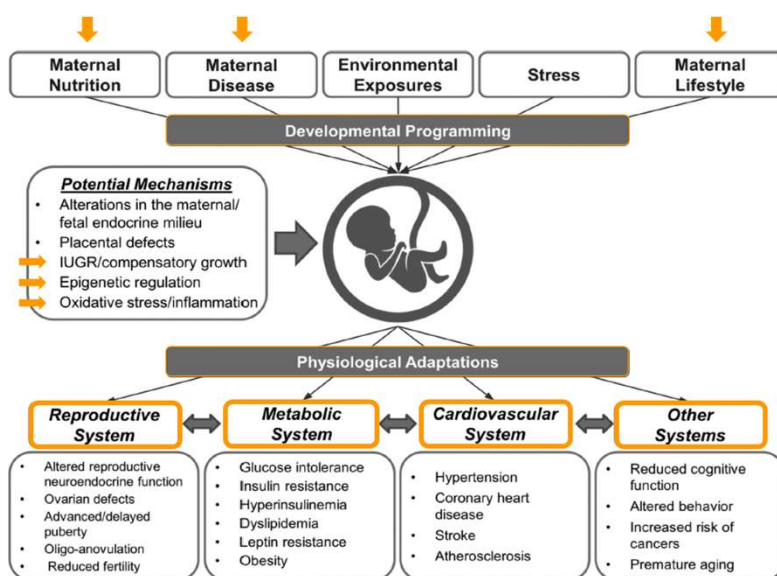 Maternal
Nutrition
Maternal
Disease
Environmental
Exposures
Stress
Maternal
Lifestyle
Developmental Programming
Potential Mechanisms
• Alterations in the maternal/
fetal endocrine milieu
• Placental defects
IUGR/compensatory growth
Epigenetic regulation
Oxidative stress/inflammation
Physiological Adaptations
Reproductive
System
• Altered reproductive
neuroendocrine function
• Ovarian defects
• Advanced/delayed
puberty
• Oligo-anovulation
• Reduced fertility
Metabolic
System
• Glucose intolerance
• Insulin resistance
• Hyperinsulinemia
• Dyslipidemia
• Leptin resistance
• Obesity
Cardiovascular
System
• Hypertension
• Coronary heart
disease
• Stroke
• Atherosclerosis
Other
Systems
• Reduced cognitive
function
• Altered behavior
• Increased risk of
cancers
• Premature aging